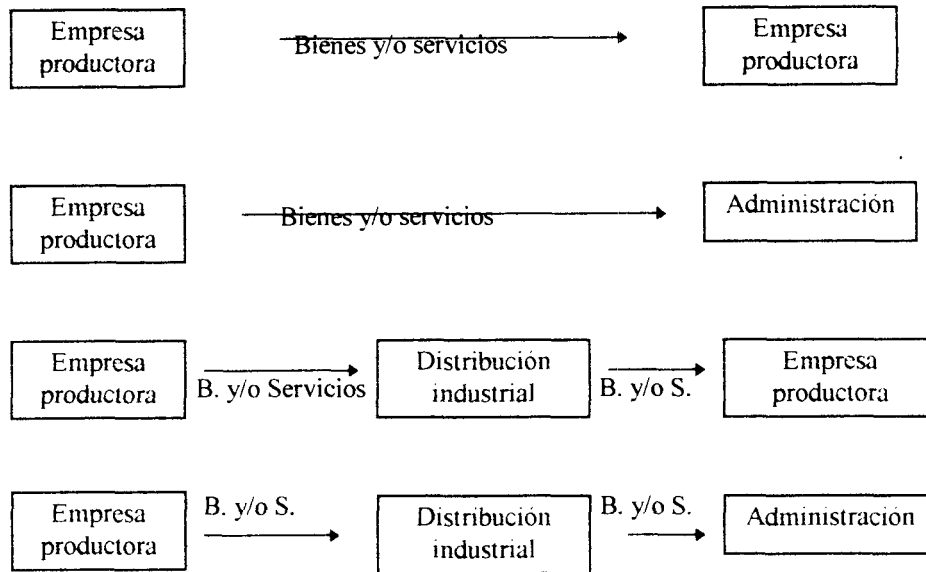 Empresa
productora
Bienes y/o servicios
Empresa
productora
Empresa
productora
Bienes y/o servicios
Administración
Empresa
productora
B. y/o Servicios
Distribución
industrial
B. y/o S.
Empresa
productora
Empresa
productora
B. y/o S.
Distribución
industrial
B. y/o S.
Administración